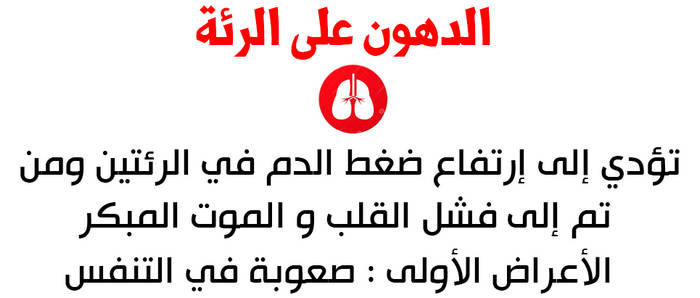 الدهون على الرئة
تؤدي إلى إرتفاع ضغط الدم في الرئتين ومن
تم إلى فشل القلب و الموت المبكر
الأعراض الأولى : صعوبة في التنفس